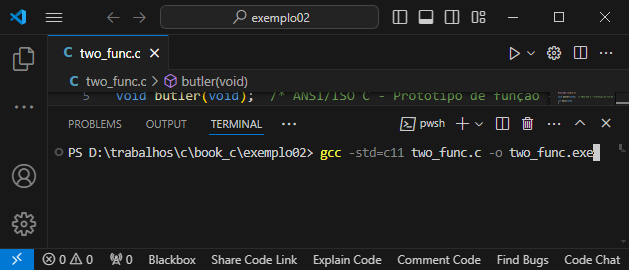 exemplo02
C two_func.c
C two_func.c > butler(void)
5 void butler(void); /* ANSI/ISO C - Prototipo de função
PROBLEMS OUTPUT TERMINAL ... pwsh
PS D:\trabalhos\c\book_c\exemplo02> gcc -std=c11 two_func.c -o two_func.exe
0 0 0 Blackbox Share Code Link Explain Code Comment Code Find Bugs Code Chat